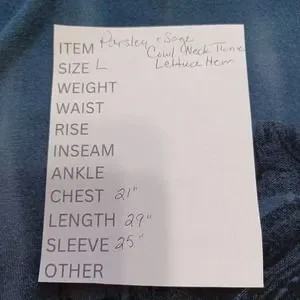 ITEM Parsley + Sage
Cowl Neck Tunic
SIZE L Lettuce Hem
WEIGHT
WAIST
RISE
INSEAM
ANKLE
CHEST 21"
LENGTH 29"
SLEEVE 25"
OTHER